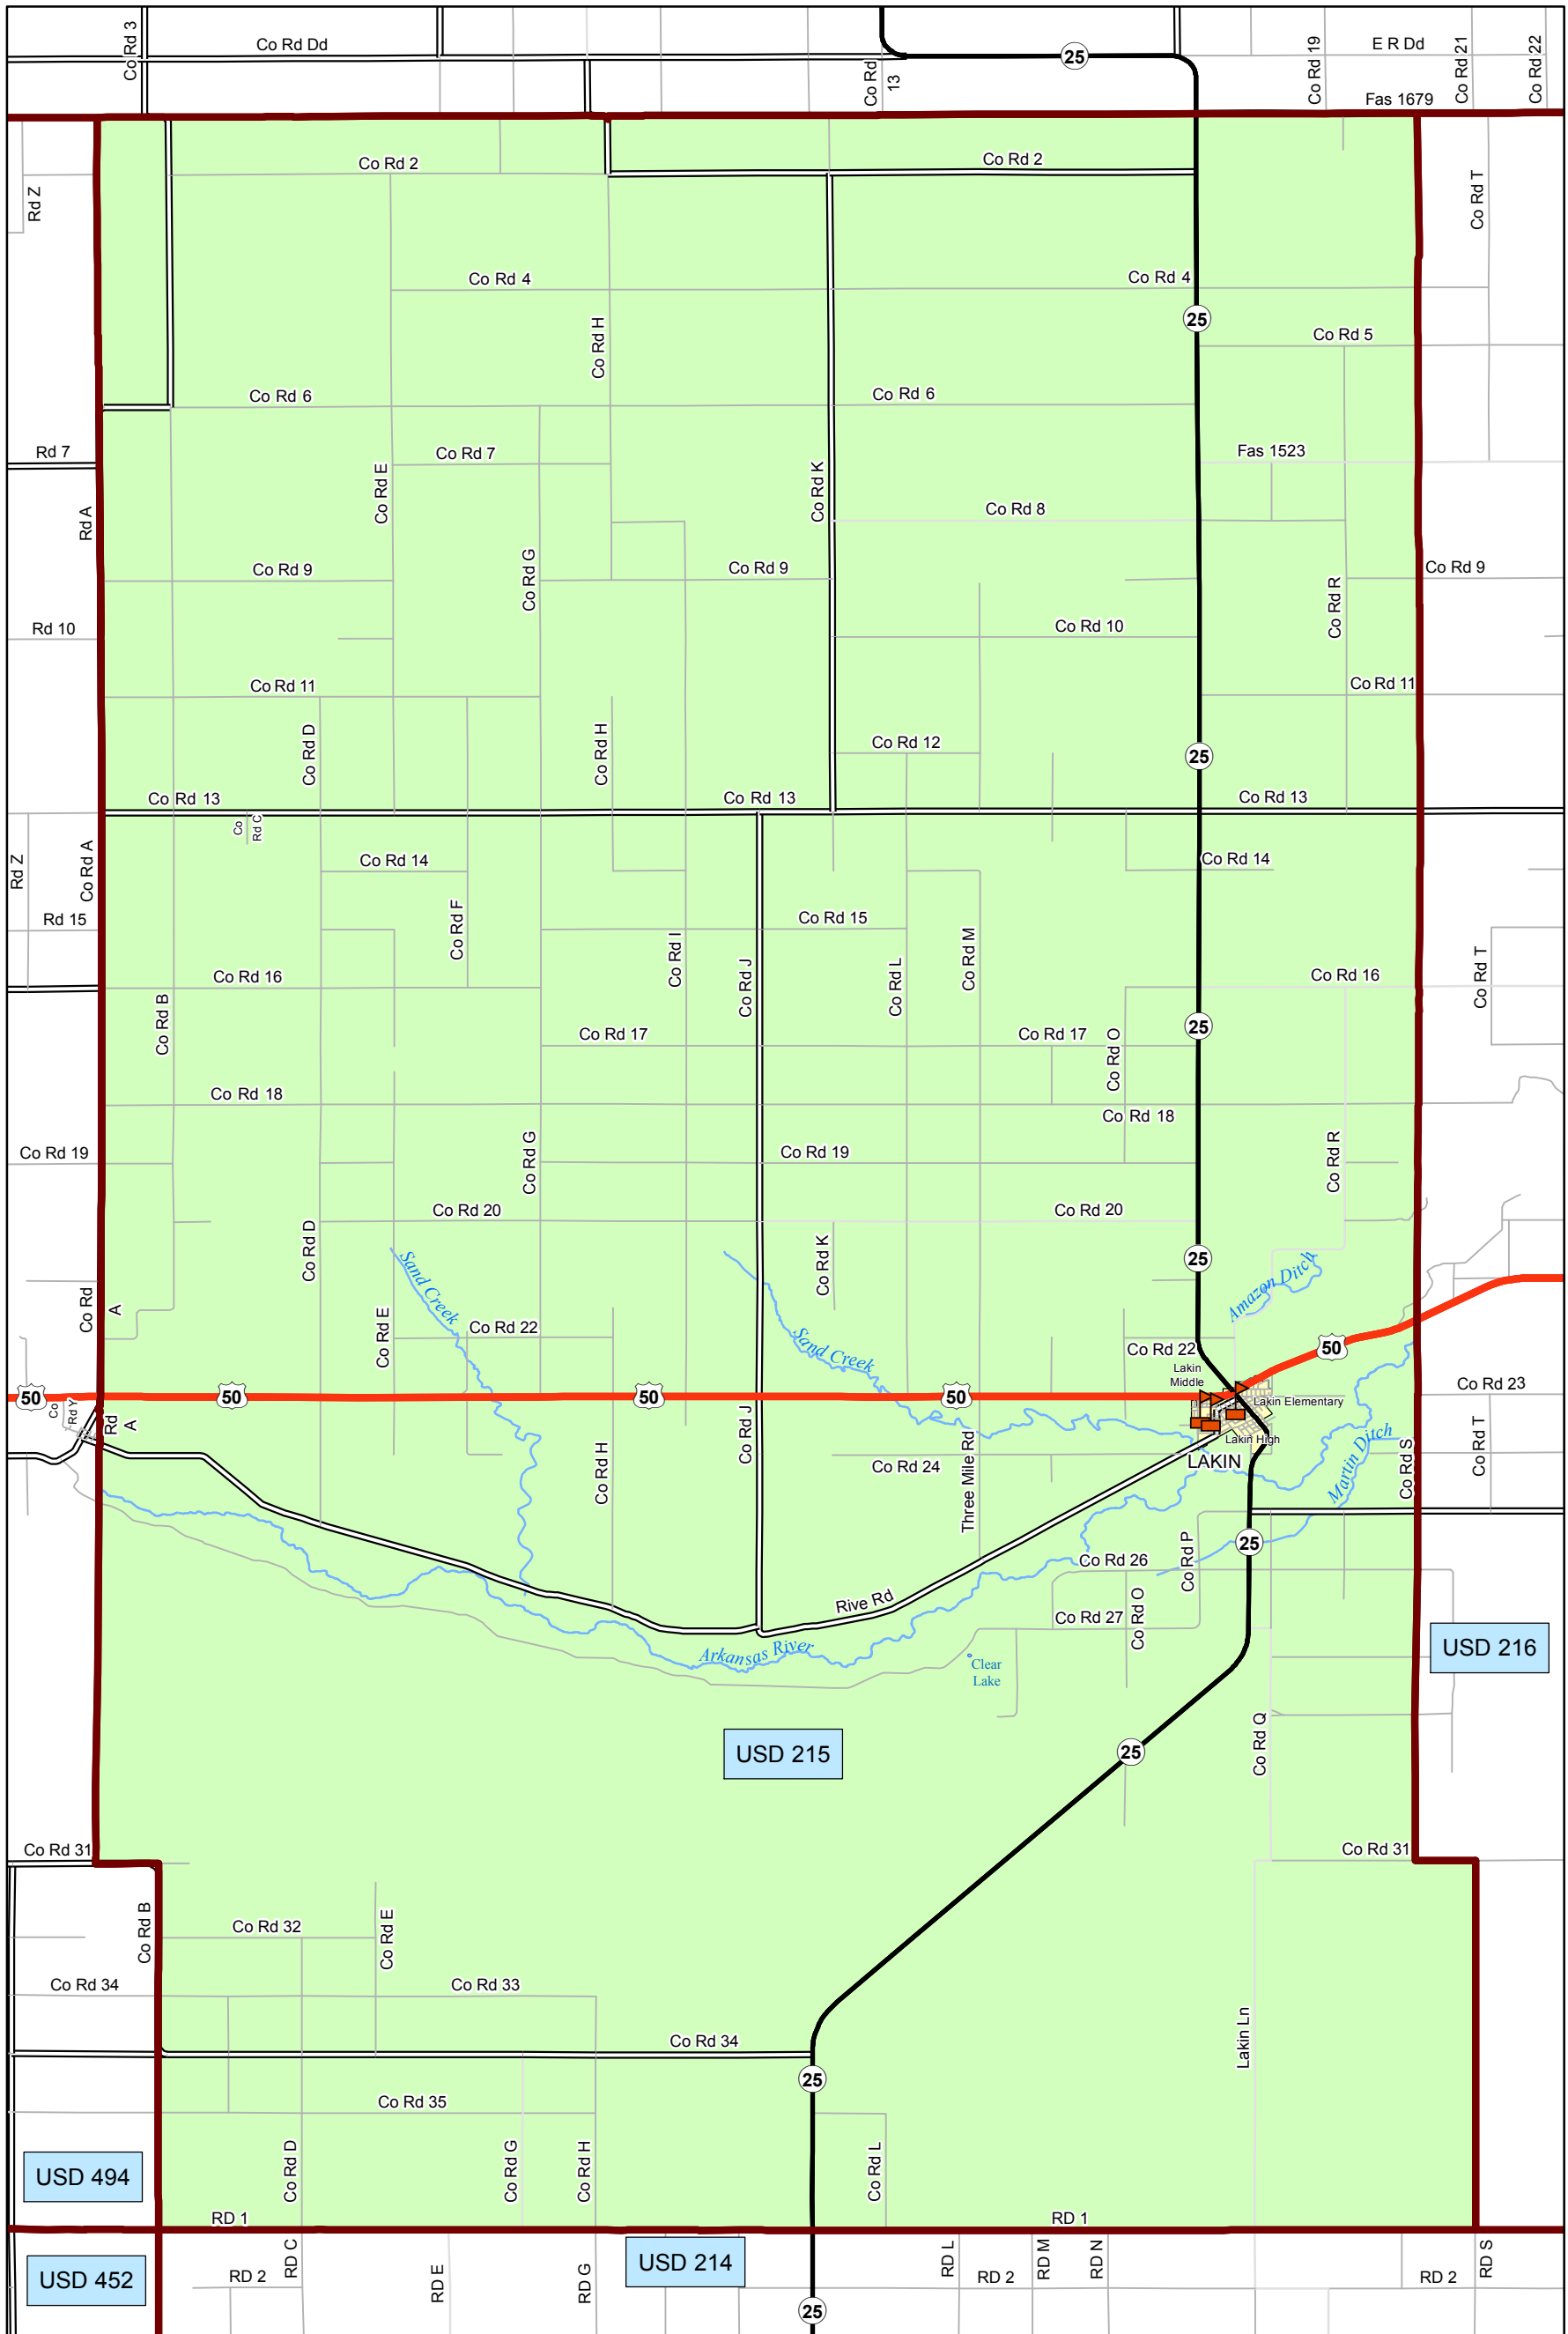 Co Rd 3
Co Rd Dd
Co Rd
13
25
Co Rd 19
E R Dd
Co Rd 21
Co Rd 22
Fas 1679
Rd Z
Co Rd 2
Co Rd 2
Co Rd T
Co Rd 4
Co Rd 4
Co Rd H
25
Co Rd 5
Co Rd 6
Co Rd 6
Rd 7
Co Rd 7
Fas 1523
Rd A
Co Rd E
Co Rd K
Co Rd 8
Co Rd 9
Co Rd G
Co Rd 9
Co Rd R
Co Rd 9
Rd 10
Co Rd 10
Co Rd 11
Co Rd 11
Co Rd D
Co Rd H
Co Rd 12
25
Co Rd 13
Co Rd 13
Co Rd 13
Co
Rd C
Rd Z
Co Rd A
Co Rd 14
Co Rd 14
Rd 15
Co Rd F
Co Rd 15
Co Rd I
Co Rd J
Co Rd L
Co Rd M
Co Rd T
Co Rd 16
Co Rd 16
Co Rd B
Co Rd 17
Co Rd 17
Co Rd O
25
Co Rd 18
Co Rd 18
Co Rd 19
Co Rd G
Co Rd 19
Co Rd R
Co Rd 20
Co Rd 20
Co Rd D
Sand Creek
Co Rd K
25
Amazon Ditch
Co Rd
A
Co Rd E
Co Rd 22
Sand Creek
Co Rd 22
50
Lakin
Middle
50
50
50
50
Co Rd 23
Co
Rd Y
Rd
A
Co Rd J
Lakin Elementary
Lakin High
LAKIN
Co Rd H
Co Rd 24
Three Mile Rd
Martin Ditch
Co Rd S
Co Rd T
25
Co Rd P
Co Rd 26
Rive Rd
Co Rd 27
Co Rd O
Arkansas River
Clear
Lake
USD 216
USD 215
25
Co Rd Q
Co Rd 31
Co Rd 31
Co Rd B
Co Rd 32
Co Rd E
Co Rd 34
Co Rd 33
Co Rd 34
Lakin Ln
25
Co Rd 35
USD 494
Co Rd D
Co Rd G
Co Rd H
Co Rd L
RD 1
RD 1
USD 452
RD 2
RD C
RD E
RD G
USD 214
RD L
RD 2
RD M
RD N
RD 2
RD S
25